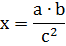 x = (a · b) / c²